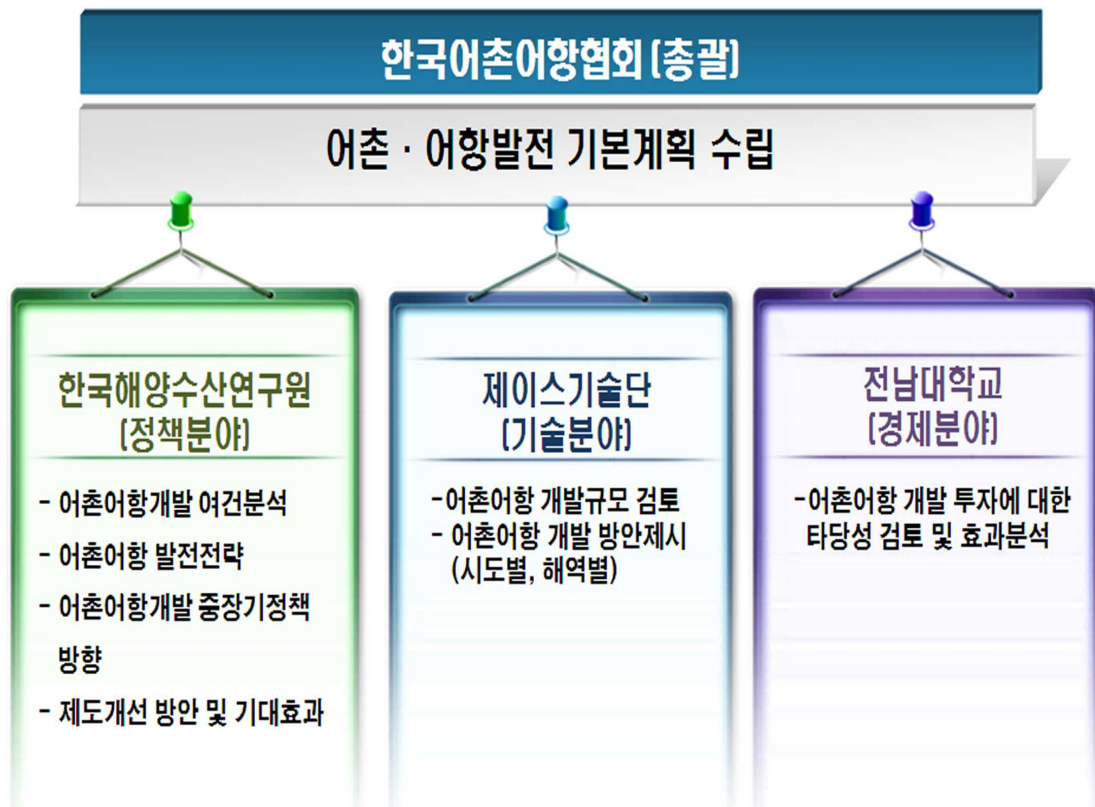 한국어촌어항협회(총괄)
어촌 · 어항발전 기본계획 수립
한국해양수산연구원
(정책분야)
- 어촌어항개발 여건분석
- 어촌어항 발전전략
- 어촌어항개발 중장기정책
방향
- 제도개선 방안 및 기대효과
제이스기술단
(기술분야)
-어촌어항 개발규모 검토
- 어촌어항 개발 방안제시
(시도별, 해역별)
전남대학교
(경제분야)
-어촌어항 개발 투자에 대한
타당성 검토 및 효과분석